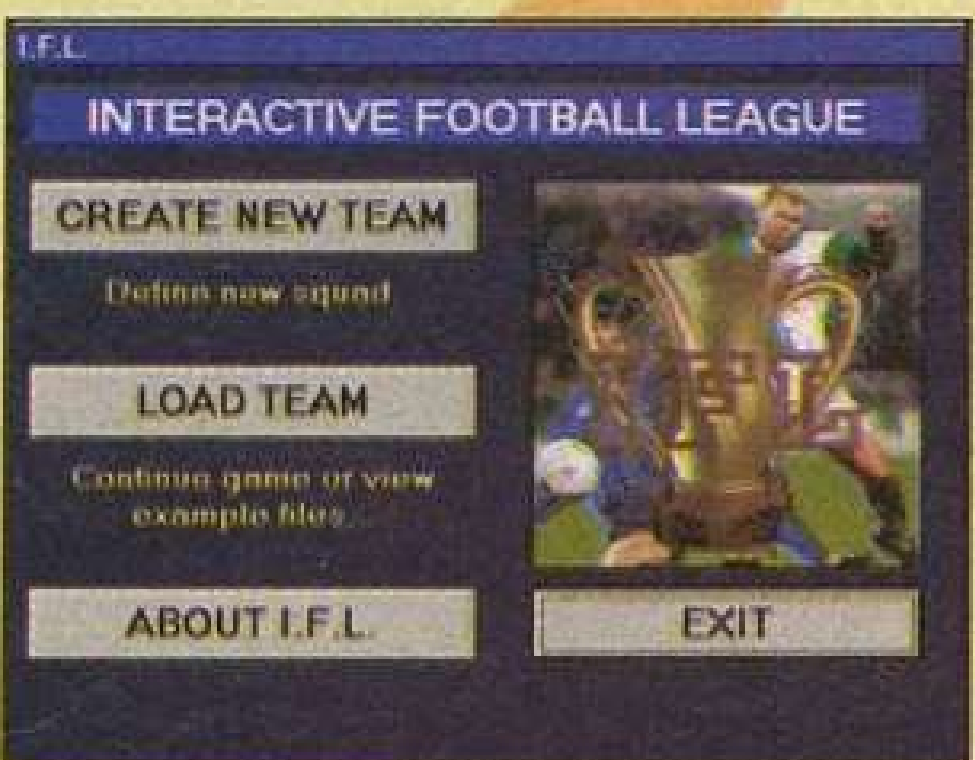 I.F.L.
INTERACTIVE FOOTBALL LEAGUE
CREATE NEW TEAM
Define new squad
LOAD TEAM
Continue game or view
example files...
ABOUT I.F.L.
EXIT